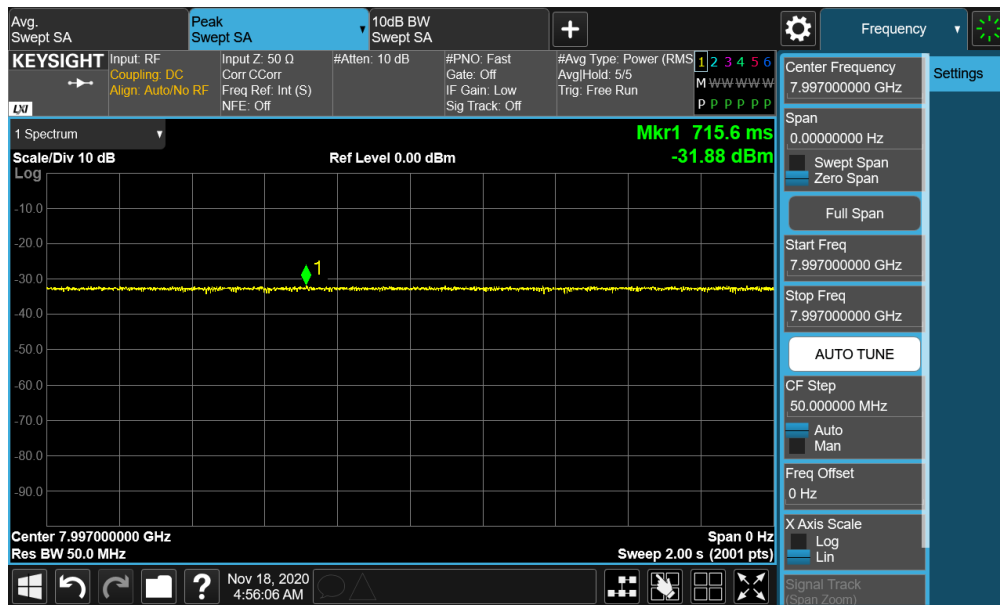 Avg.
Swept SA
Peak
Swept SA
10dB BW
Swept SA
Frequency
KEYSIGHT
LXI
Input: RF
Coupling: DC
Align: Auto/No RF
Input Z: 50 Ω
Corr CCorr
Freq Ref: Int (S)
NFE: Off
#Atten: 10 dB
#PNO: Fast
Gate: Off
IF Gain: Low
Sig Track: Off
#Avg Type: Power (RMS
Avg|Hold: 5/5
Trig: Free Run
1 2 3 4 5 6
M W W W W W
P P P P P P
1 Spectrum
Mkr1 715.6 ms
-31.88 dBm
Scale/Div 10 dB
Ref Level 0.00 dBm
Log
-10.0
-20.0
-30.0
-40.0
-50.0
-60.0
-70.0
-80.0
-90.0
1
Center 7.997000000 GHz
Span 0 Hz
Res BW 50.0 MHz
Sweep 2.00 s (2001 pts)
?
Nov 18, 2020
4:56:06 AM
Center Frequency
7.997000000 GHz
Span
0.00000000 Hz
Swept Span
Zero Span
Full Span
Start Freq
7.997000000 GHz
Stop Freq
7.997000000 GHz
AUTO TUNE
CF Step
50.000000 MHz
Auto
Man
Freq Offset
0 Hz
X Axis Scale
Log
Lin
Signal Track
(Span Zoom)
Settings